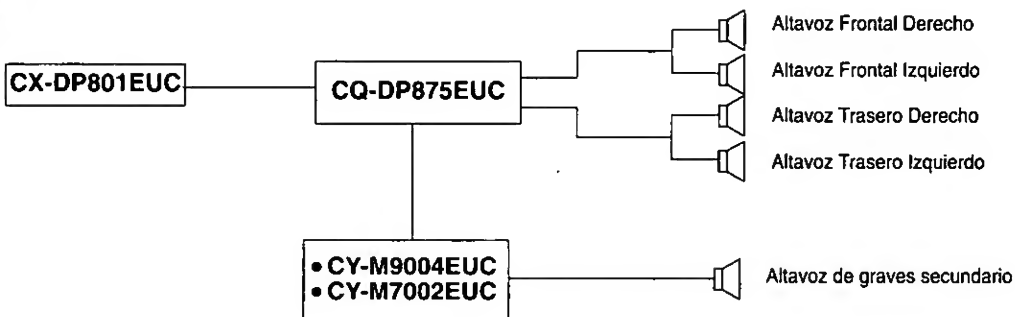 Altavoz Frontal Derecho
CX-DP801EUC
CQ-DP875EUC
Altavoz Frontal Izquierdo
Altavoz Trasero Derecho
Altavoz Trasero Izquierdo
• CY-M9004EUC
• CY-M7002EUC
Altavoz de graves secundario